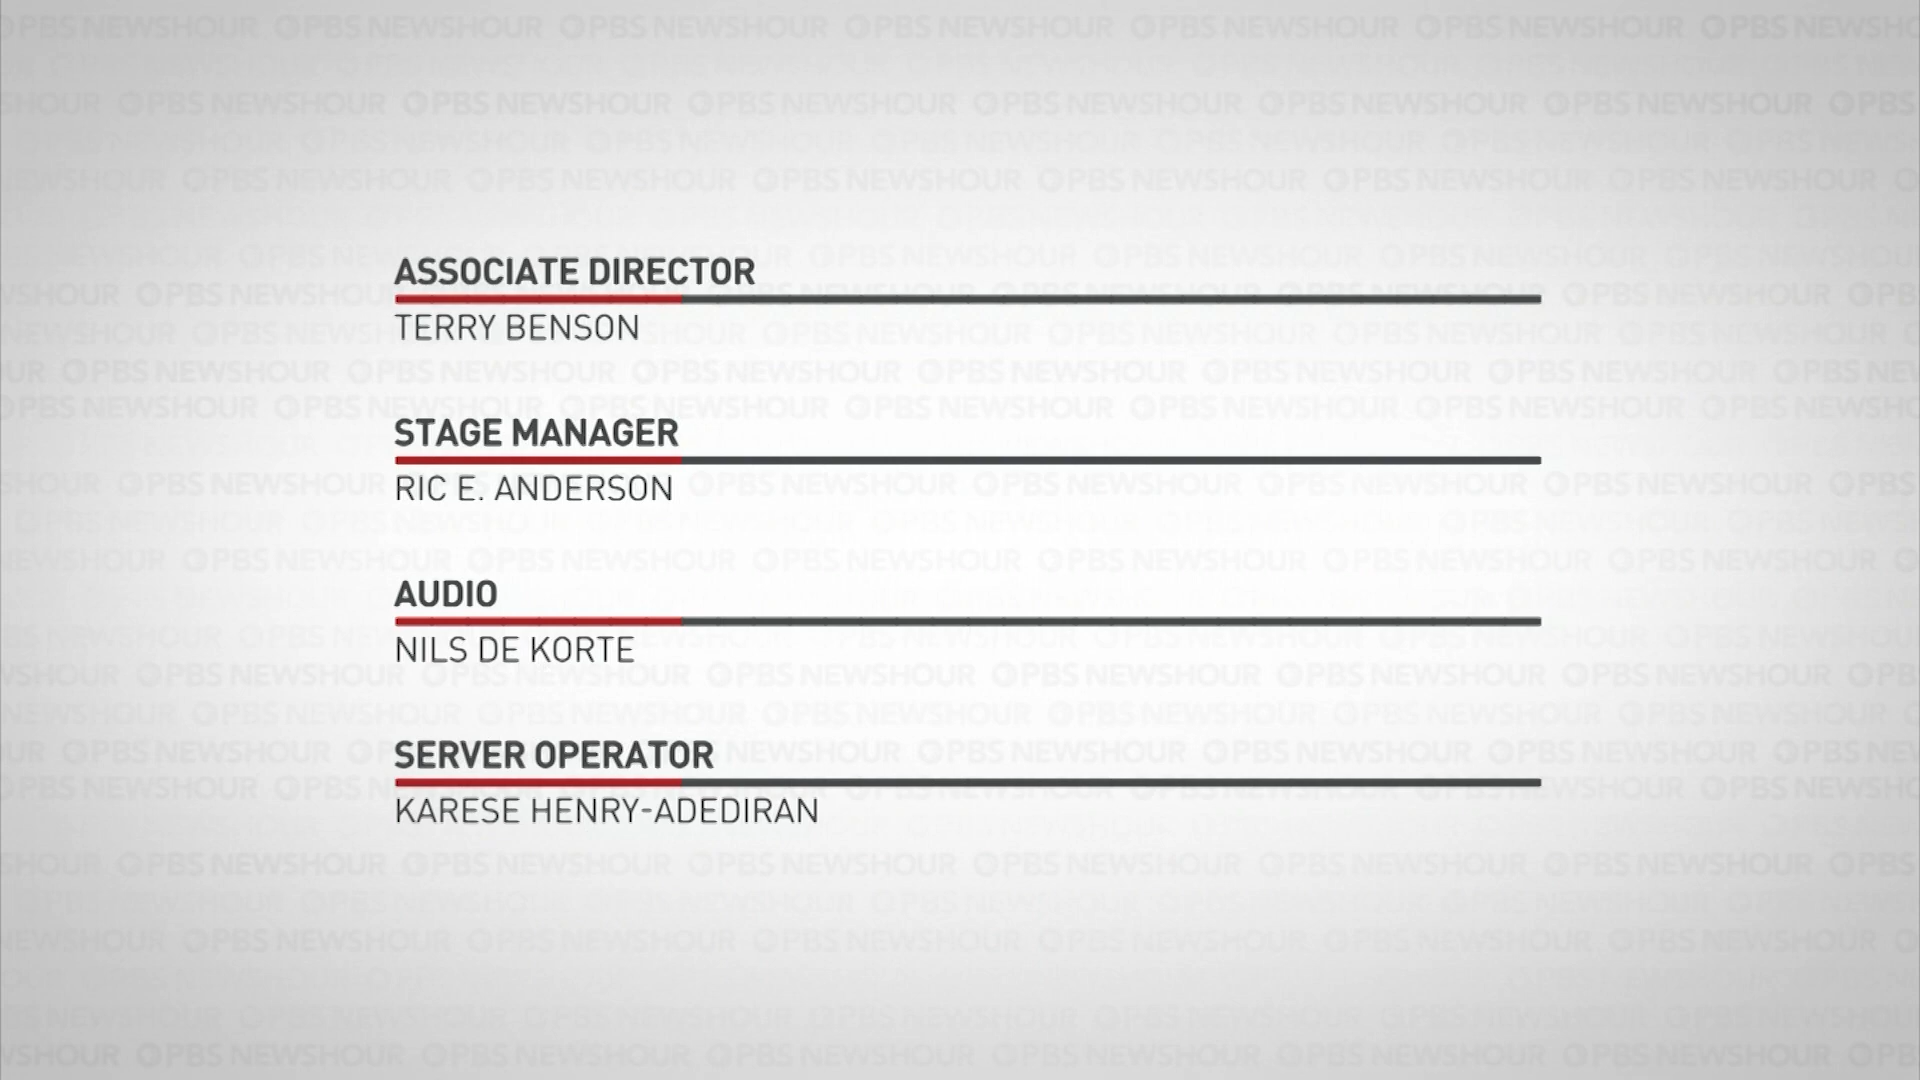 ASSOCIATE DIRECTOR
TERRY BENSON
STAGE MANAGER
RIC E. ANDERSON
AUDIO
NILS DE KORTE
SERVER OPERATOR
KARESE HENRY-ADEDIRAN